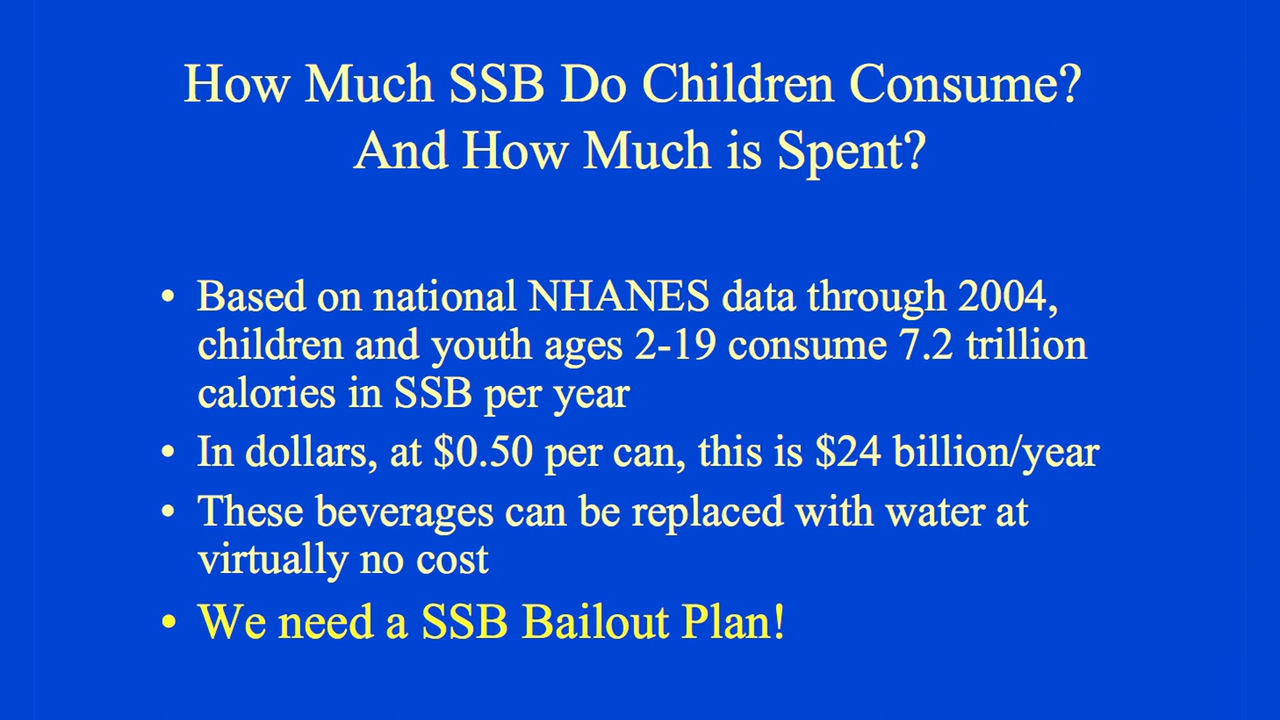 How Much SSB Do Children Consume?
And How Much is Spent?
• Based on national NHANES data through 2004,
children and youth ages 2-19 consume 7.2 trillion
calories in SSB per year
• In dollars, at $0.50 per can, this is $24 billion/year
• These beverages can be replaced with water at
virtually no cost
• We need a SSB Bailout Plan!